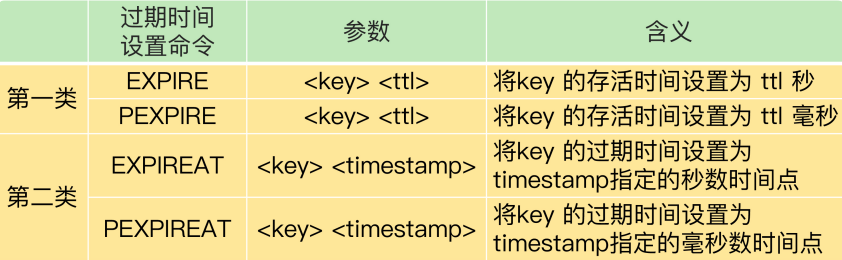 过期时间
设置命令
参数
含义
第一类
EXPIRE
<key> <ttl>
将key 的存活时间设置为 ttl 秒
PEXPIRE
<key> <ttl>
将key 的存活时间设置为 ttl 毫秒
第二类
EXPIREAT
<key> <timestamp>
将key 的过期时间设置为
timestamp指定的秒数时间点
PEXPIREAT
<key> <timestamp>
将key 的过期时间设置为
timestamp指定的毫秒数时间点